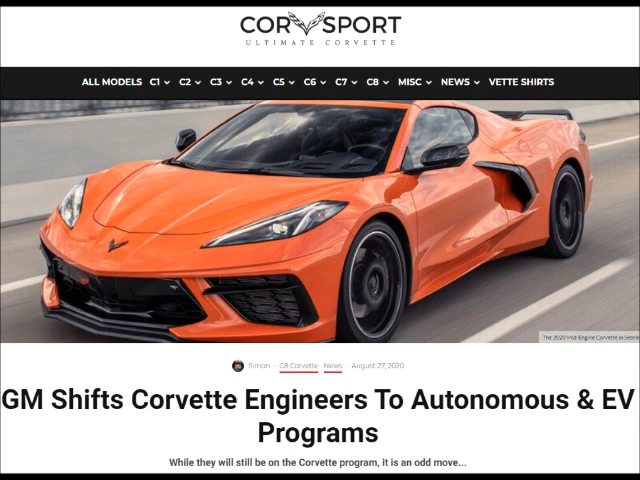 CORVSPORT
ULTIMATE CORVETTE
ALL MODELS C1 C2 C3 C4 C5 C6 C7 C8 MISC NEWS VETTE SHIRTS
The 2020 Mid-Engine Corvette in Sebrin
Simon · C8 Corvette News · August 27, 2020
GM Shifts Corvette Engineers To Autonomous & EV
Programs
While they will still be on the Corvette program, it is an odd move...